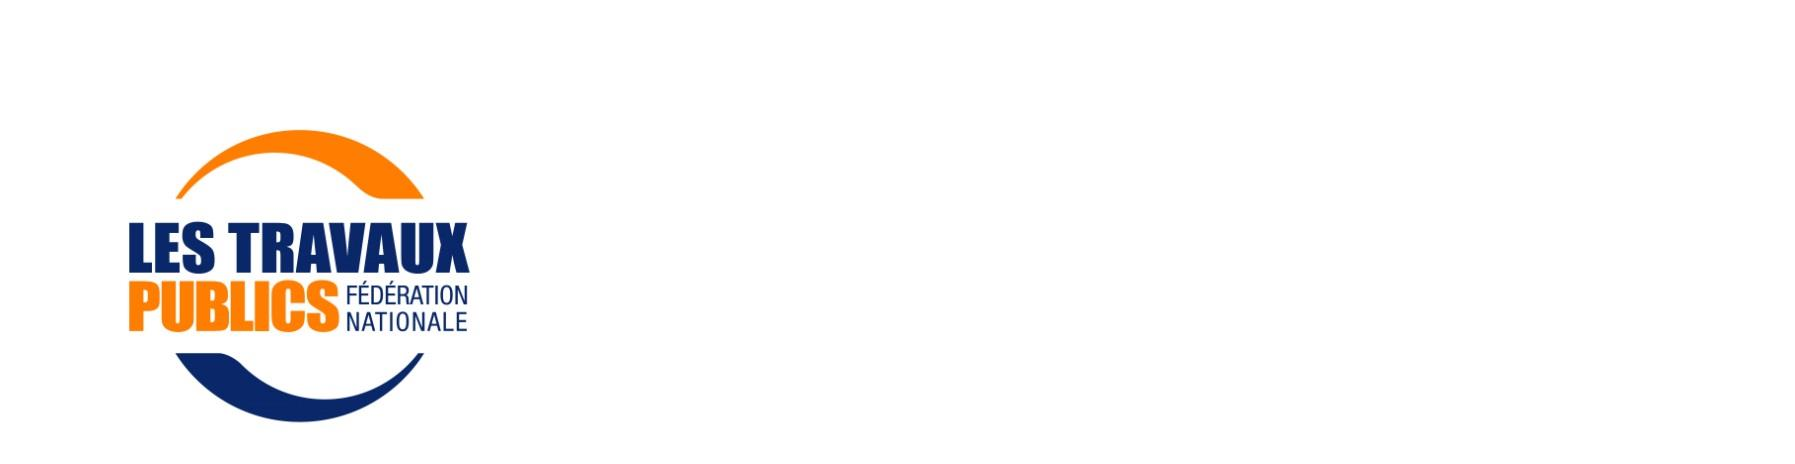 LES TRAVAUX
PUBLICS FÉDÉRATION
NATIONALE